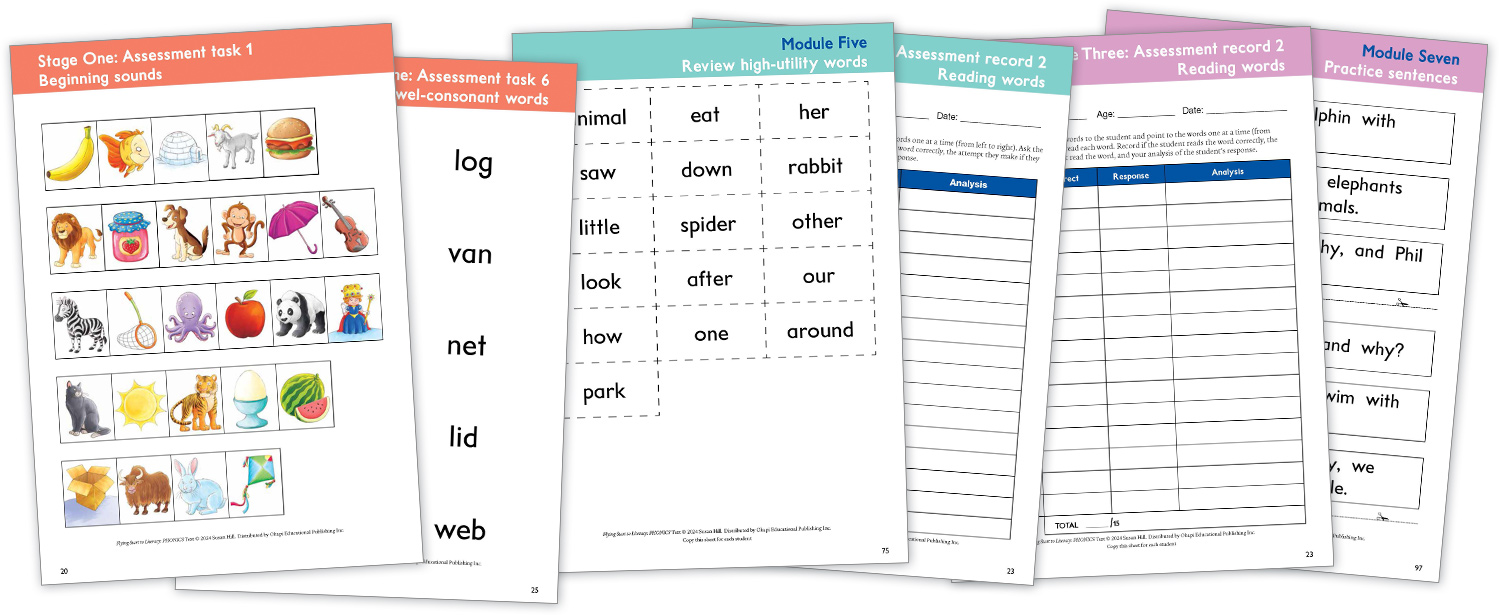 Stage One: Assessment task 1
Beginning sounds
Flying Start to Literacy: PHONICS Text © 2024 Susan Hill. Distributed by Okapi Educational Publishing Inc.
20
ne: Assessment task 6
wel-consonant words
log
van
net
lid
web
Educational Publishing Inc.
25
Module Five
Review high-utility words
nimal eat her
saw down rabbit
little spider other
look after our
how one around
park
Flying Start to Literacy: PHONICS Text © 2024 Susan Hill. Distributed by Okapi Educational Publishing Inc.
Copy this sheet for each student
75
Assessment record 2
Reading words
Date:
words one at a time (from left to right). Ask the
word correctly, the attempt they make if they
ponse.
Analysis
Publishing Inc.
23
e Three: Assessment record 2
Reading words
Age: Date:
words to the student and point to the words one at a time (from
read each word. Record if the student reads the word correctly, the
read the word, and your analysis of the student's response.
rect Response Analysis
TOTAL /15
Flying Start to Literacy: PHONICS Text © 2024 Susan Hill. Distributed by Okapi Educational Publishing Inc.
Copy this sheet for each student
23
Module Seven
Practice sentences
lphin with
elephants
mals.
hy, and Phil
and why?
wim with
y, we
le.
Publishing Inc.
97